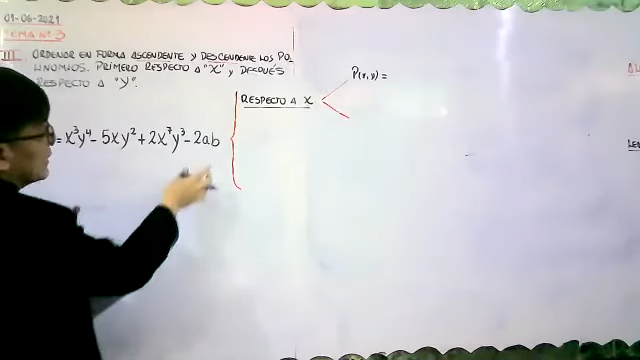 01-06-2021
TEMA Nº 3
III ORDENOR EN FORMA ASCENDENTE Y DESCENDENTE LOS PO-
LINOMIOS. PRIMERO RESPECTO A "X" Y DESPUÉS
RESPECTO A "Y".
= x³y⁴ - 5xy² + 2x⁷y³ - 2ab
RESPECTO A X
P(x,y) =